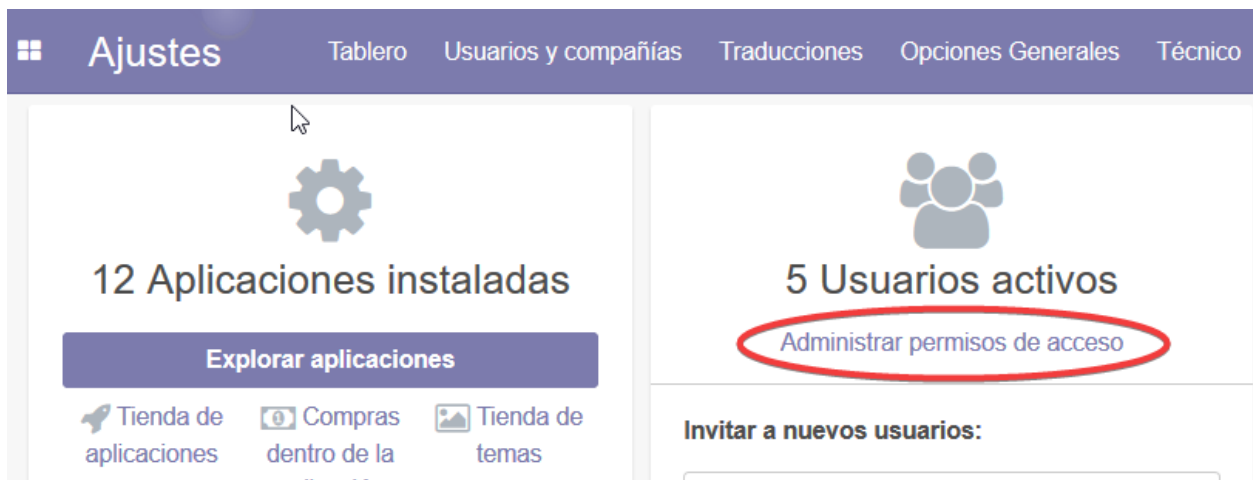 Ajustes Tablero Usuarios y compañías Traducciones Opciones Generales Técnico
12 Aplicaciones instaladas
Explorar aplicaciones
Tienda de aplicaciones
Compras dentro de la
Tienda de temas
5 Usuarios activos
Administrar permisos de acceso
Invitar a nuevos usuarios: